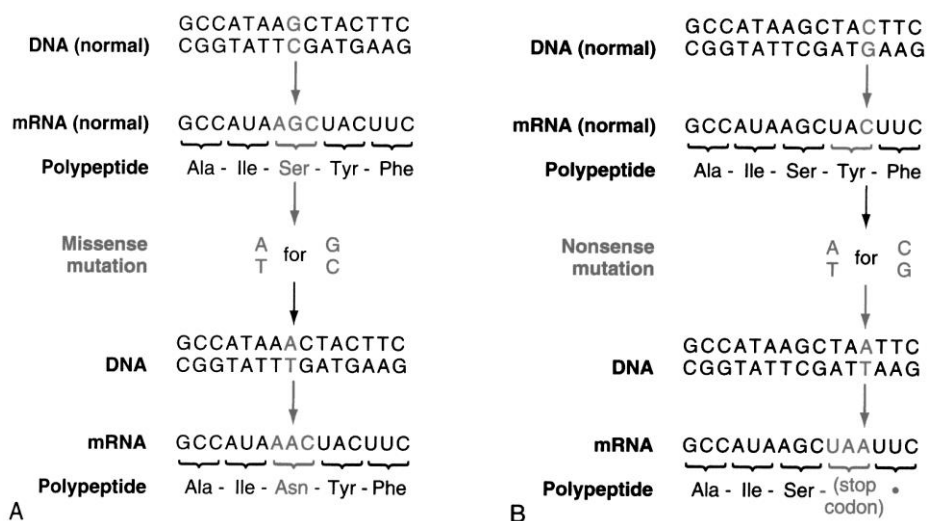 GCCATAAGCTACTTC
DNA (normal) CGGTATTCGATGAAG
mRNA (normal) GCCAUAAGCUACUUC
Polypeptide Ala - Ile - Ser - Tyr - Phe
Missense mutation A T for G C
GCCATAAACTACTTC
DNA CGGTATTTGATGAAG
mRNA GCCAUAAACUACUUC
Polypeptide Ala - Ile - Asn - Tyr - Phe
A
GCCATAAGCTACTTC
DNA (normal) CGGTATTCGATGAAG
mRNA (normal) GCCAUAAGCUACUUC
Polypeptide Ala - Ile - Ser - Tyr - Phe
Nonsense mutation A T for C G
GCCATAAGCTAATTC
DNA CGGTATTCGATTAAG
mRNA GCCAUAAGCUAAUUC
Polypeptide Ala - Ile - Ser - (stop codon) •
B